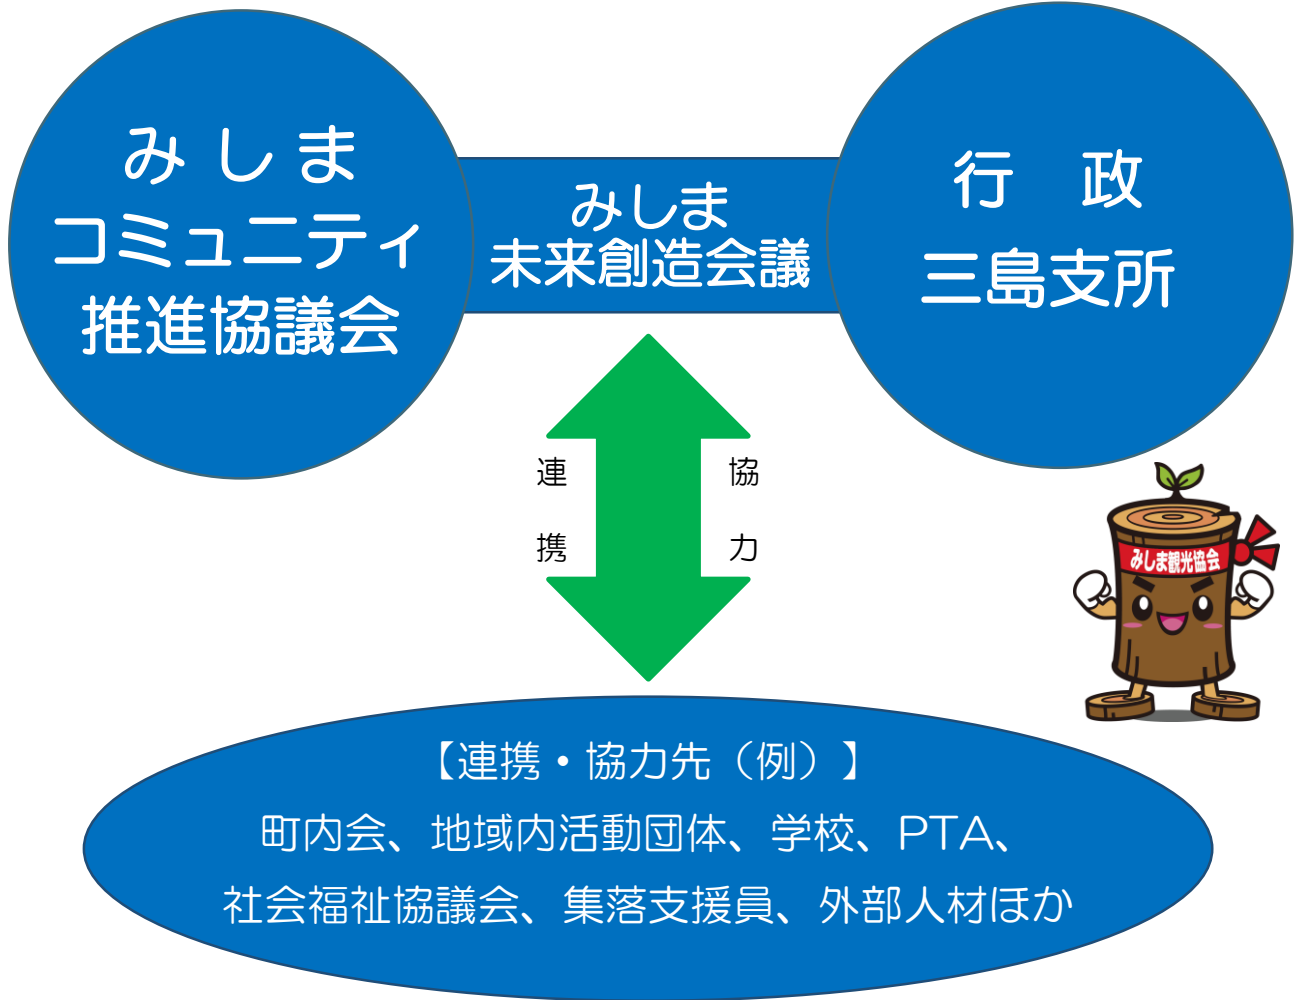 みしま
コミュニティ
推進協議会
みしま
未来創造会議
行　政
三島支所
連携
協力
みしま観光協会
【連携・協力先（例）】
町内会、地域内活動団体、学校、PTA、
社会福祉協議会、集落支援員、外部人材ほか